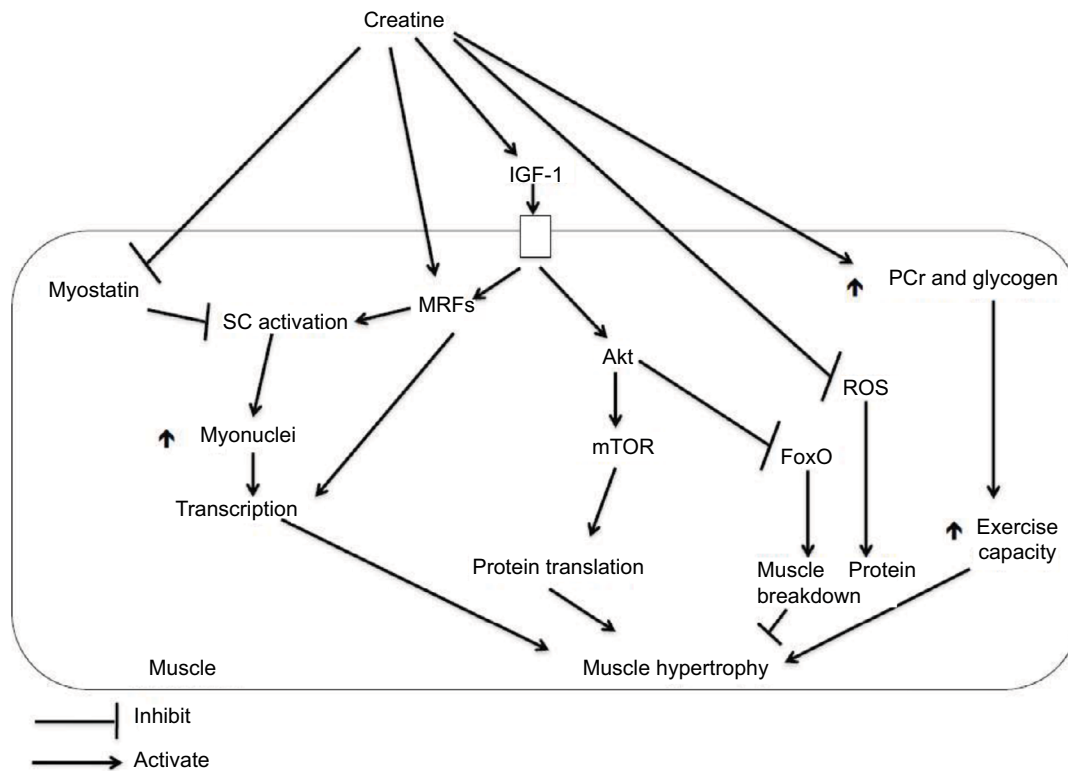 Creatine
IGF-1
PCr and glycogen
Myostatin
MRFs
SC activation
Akt
ROS
Myonuclei
mTOR
FoxO
Transcription
Exercise
capacity
Protein translation
Muscle
breakdown
Protein
Muscle
Muscle hypertrophy
Inhibit
Activate